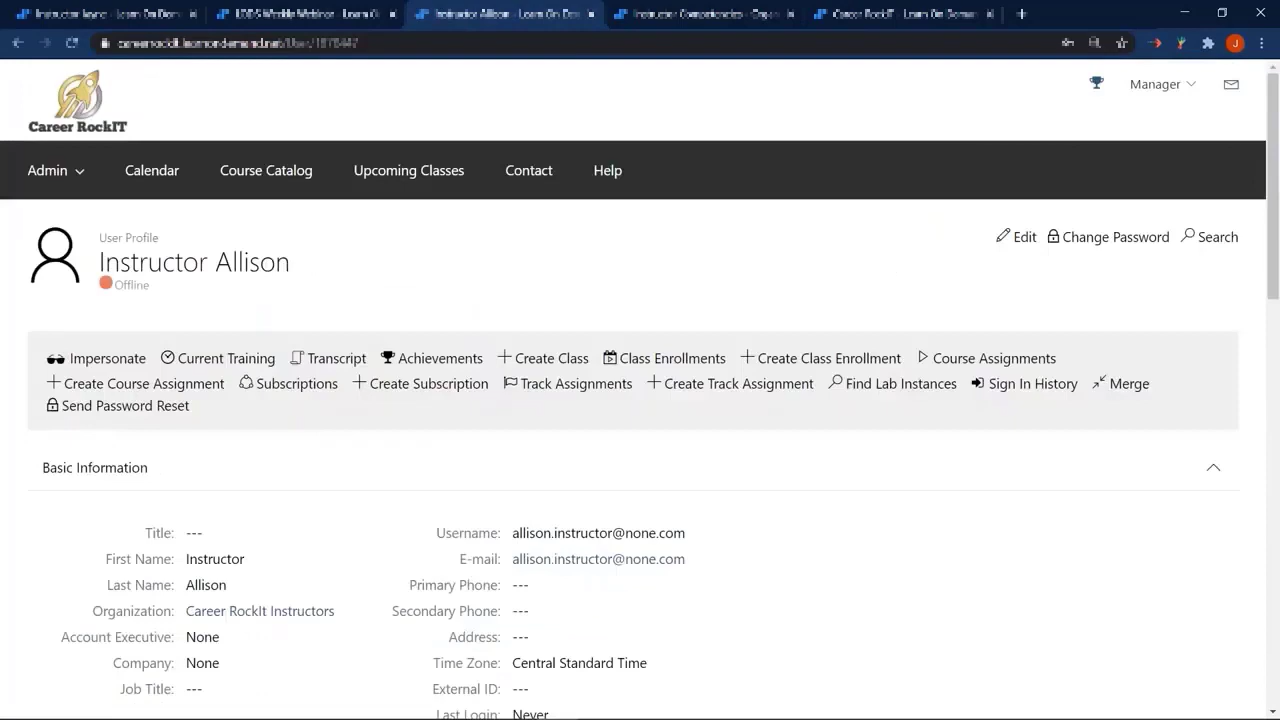 Career RockIT
Manager
Admin Calendar Course Catalog Upcoming Classes Contact Help
User Profile
Instructor Allison
Offline
Edit Change Password Search
Impersonate Current Training Transcript Achievements Create Class Class Enrollments Create Class Enrollment Course Assignments
Create Course Assignment Subscriptions Create Subscription Track Assignments Create Track Assignment Find Lab Instances Sign In History Merge
Send Password Reset
Basic Information
Title: --- Username: allison.instructor@none.com
First Name: Instructor E-mail: allison.instructor@none.com
Last Name: Allison Primary Phone: ---
Organization: Career RockIt Instructors Secondary Phone: ---
Account Executive: None Address: ---
Company: None Time Zone: Central Standard Time
Job Title: --- External ID: ---
Last Login: Never